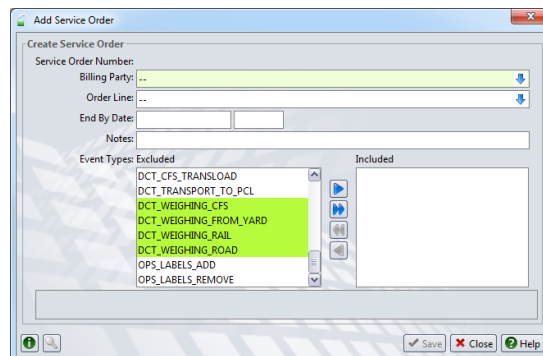 Add Service Order
Create Service Order
Service Order Number:
Billing Party: --
Order Line: --
End By Date:
Notes:
Event Types: Excluded Included
DCT_CFS_TRANSLOAD
DCT_TRANSPORT_TO_PCL
DCT_WEIGHING_CFS
DCT_WEIGHING_FROM_YARD
DCT_WEIGHING_RAIL
DCT_WEIGHING_ROAD
OPS_LABELS_ADD
OPS_LABELS_REMOVE
Save Close Help